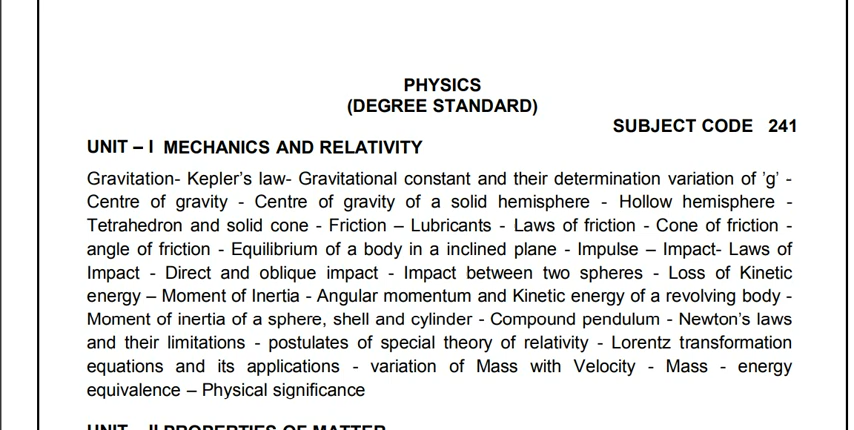 PHYSICS
(DEGREE STANDARD)
SUBJECT CODE 241
UNIT – I MECHANICS AND RELATIVITY
Gravitation- Kepler's law- Gravitational constant and their determination variation of 'g' -
Centre of gravity - Centre of gravity of a solid hemisphere - Hollow hemisphere -
Tetrahedron and solid cone - Friction – Lubricants - Laws of friction - Cone of friction -
angle of friction - Equilibrium of a body in a inclined plane - Impulse – Impact- Laws of
Impact - Direct and oblique impact - Impact between two spheres - Loss of Kinetic
energy – Moment of Inertia - Angular momentum and Kinetic energy of a revolving body -
Moment of inertia of a sphere, shell and cylinder - Compound pendulum - Newton's laws
and their limitations - postulates of special theory of relativity - Lorentz transformation
equations and its applications - variation of Mass with Velocity - Mass - energy
equivalence – Physical significance
UNIT – II PROPERTIES OF MATTER